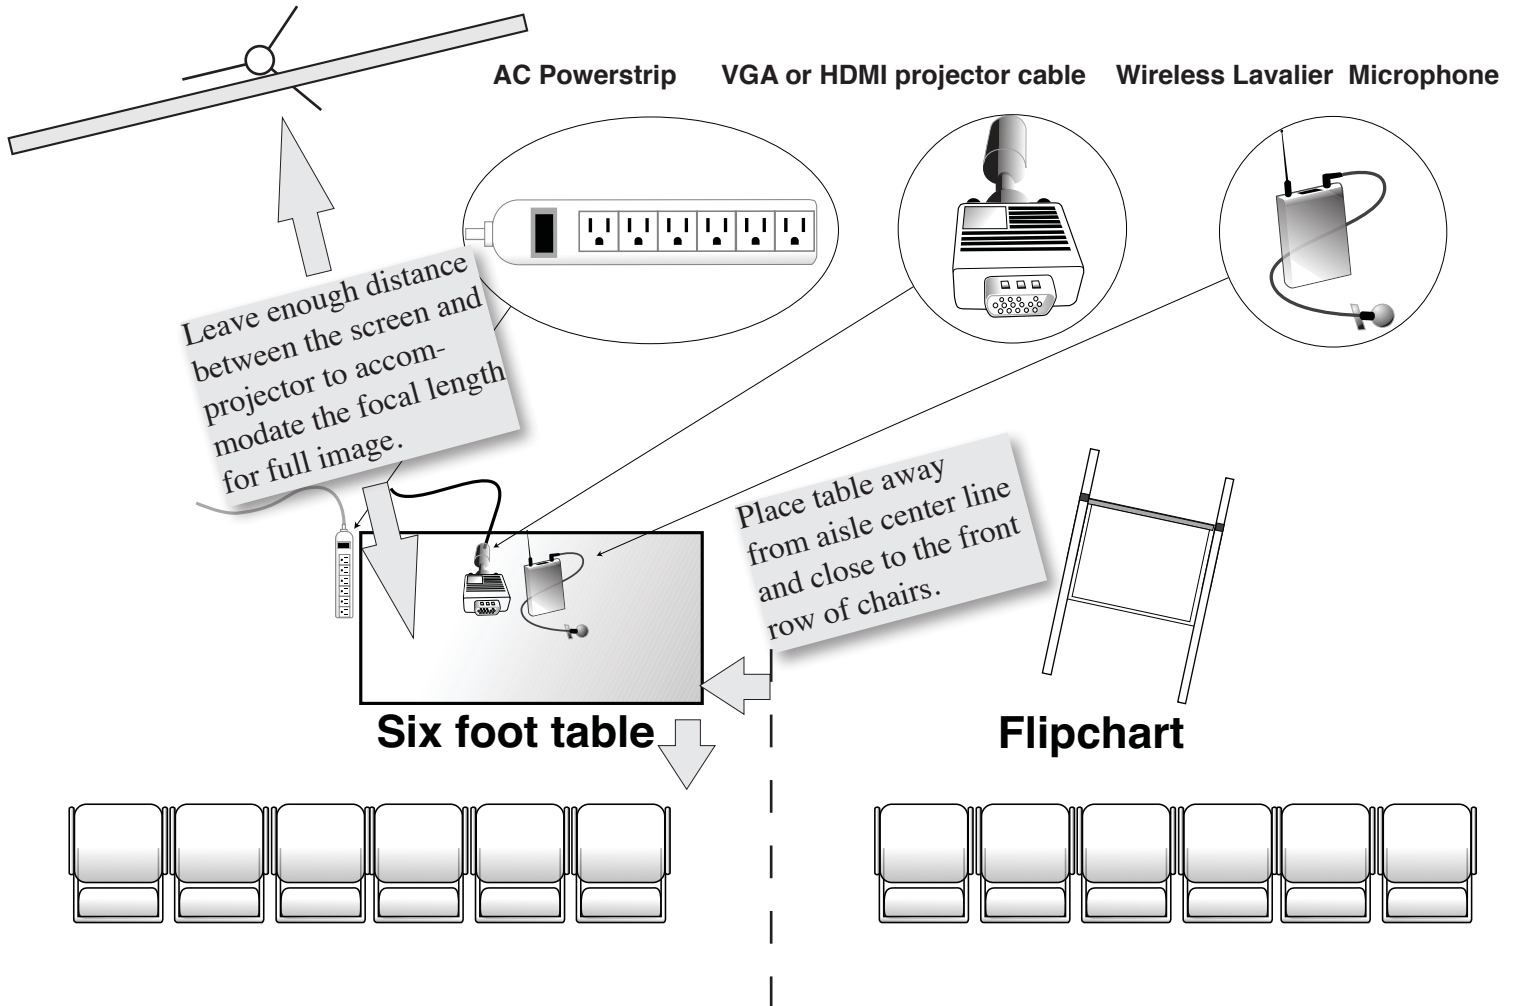 AC Powerstrip
VGA or HDMI projector cable
Wireless Lavalier Microphone
Leave enough distance
between the screen and
projector to accom-
modate the focal length
for full image.
Place table away
from aisle center line
and close to the front
row of chairs.
Six foot table
Flipchart